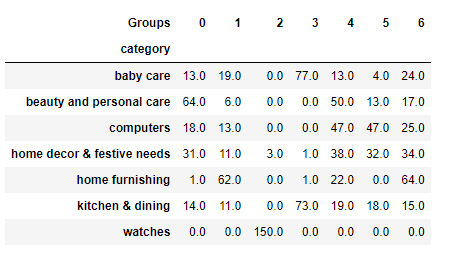 Groups 0 1 2 3 4 5 6
category
baby care 13.0 19.0 0.0 77.0 13.0 4.0 24.0
beauty and personal care 64.0 6.0 0.0 0.0 50.0 13.0 17.0
computers 18.0 13.0 0.0 0.0 47.0 47.0 25.0
home decor & festive needs 31.0 11.0 3.0 1.0 38.0 32.0 34.0
home furnishing 1.0 62.0 0.0 1.0 22.0 0.0 64.0
kitchen & dining 14.0 11.0 0.0 73.0 19.0 18.0 15.0
watches 0.0 0.0 150.0 0.0 0.0 0.0 0.0